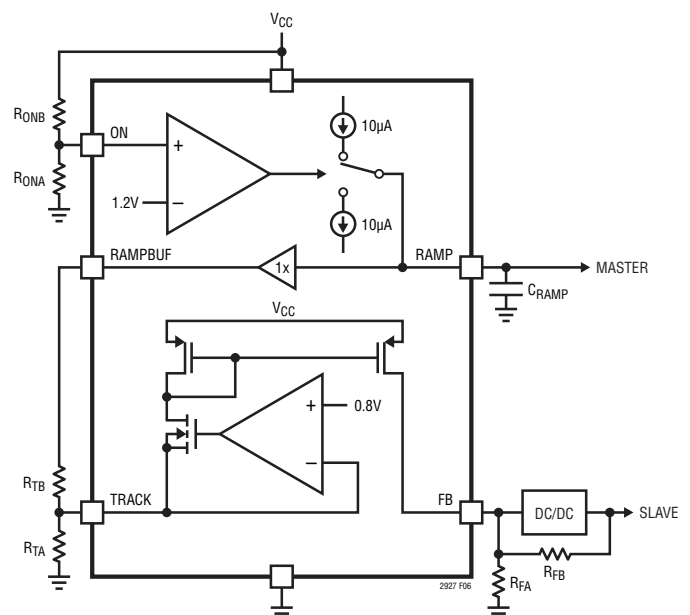 VCC
RONB
ON
10µA
RONA
1.2V
10µA
RAMPBUF
1x
RAMP
MASTER
CRAMP
VCC
0.8V
RTB
TRACK
FB
DC/DC
SLAVE
RTA
RFB
RFA
2927 F06